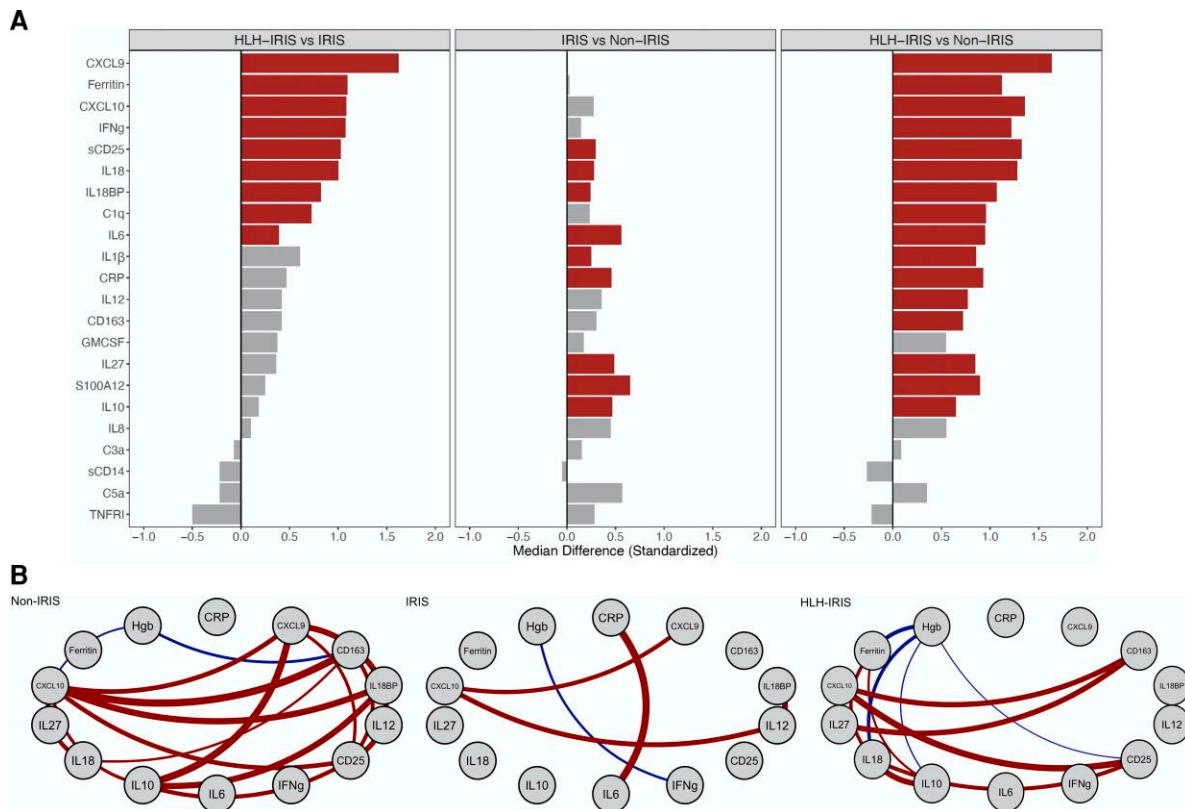 A
HLH-IRIS vs IRIS
IRIS vs Non-IRIS
HLH-IRIS vs Non-IRIS
CXCL9
Ferritin
CXCL10
IFNg
sCD25
IL18
IL18BP
C1q
IL6
IL1β
CRP
IL12
CD163
GMCSF
IL27
S100A12
IL10
IL8
C3a
sCD14
C5a
TNFRI
-1.0 -0.5 0.0 0.5 1.0 1.5 2.0
-1.0 -0.5 0.0 0.5 1.0 1.5 2.0
-1.0 -0.5 0.0 0.5 1.0 1.5 2.0
Median Difference (Standardized)
B
Non-IRIS
CRP
Hgb
CXCL9
Ferritin
CD163
CXCL10
IL18BP
IL27
IL12
IL18
CD25
IL10
IL6
IFNg
IRIS
CRP
Hgb
CXCL9
Ferritin
CD163
CXCL10
IL18BP
IL27
IL12
IL18
CD25
IL10
IL6
IFNg
HLH-IRIS
CRP
Hgb
CXCL9
Ferritin
CD163
CXCL10
IL18BP
IL27
IL12
IL18
CD25
IL10
IL6
IFNg